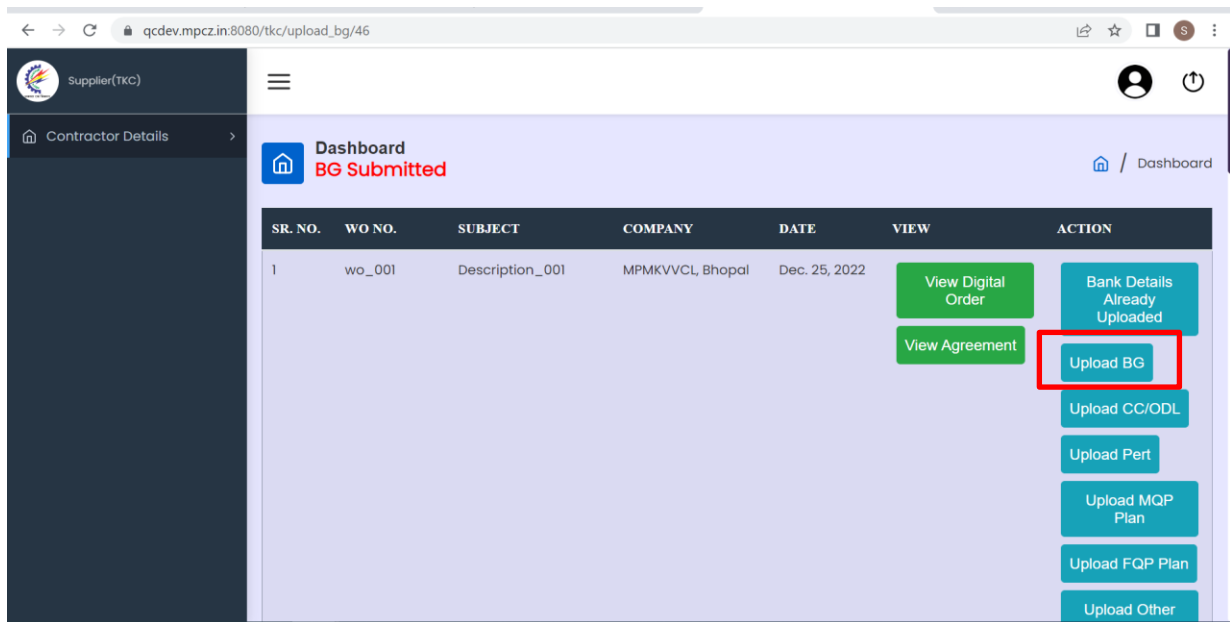 qcdev.mpcz.in:8080/tkc/upload_bg/46
S
Supplier(TKC)
Contractor Details
Dashboard
BG Submitted
/ Dashboard
SR. NO. WO NO. SUBJECT COMPANY DATE VIEW ACTION
1 wo_001 Description_001 MPMKVVCL, Bhopal Dec. 25, 2022
View Digital
Order
View Agreement
Bank Details
Already
Uploaded
Upload BG
Upload CC/ODL
Upload Pert
Upload MQP
Plan
Upload FQP Plan
Upload Other